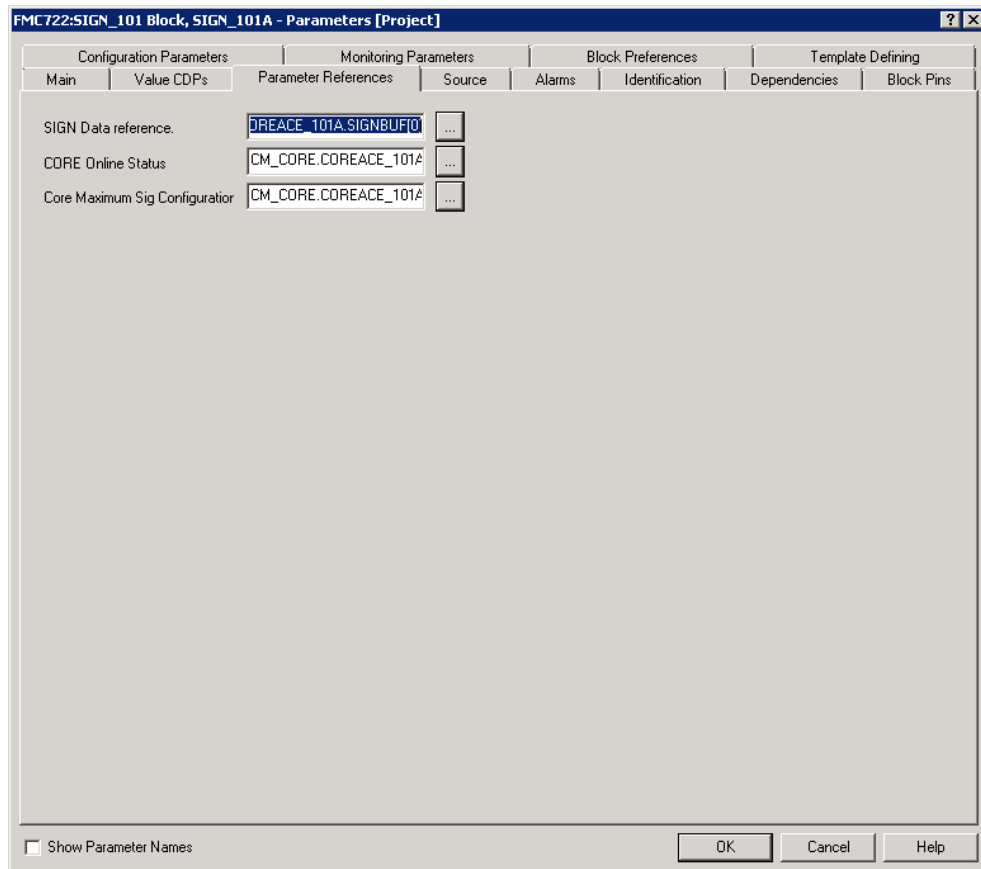 FMC722:SIGN_101 Block, SIGN_101A - Parameters [Project]
Configuration Parameters Monitoring Parameters Block Preferences Template Defining
Main Value CDPs Parameter References Source Alarms Identification Dependencies Block Pins
SIGN Data reference. OREACE_101A.SIGNBUF[0] ...
CORE Online Status CM_CORE.COREACE_101A ...
Core Maximum Sig Configuration CM_CORE.COREACE_101A ...
Show Parameter Names OK Cancel Help